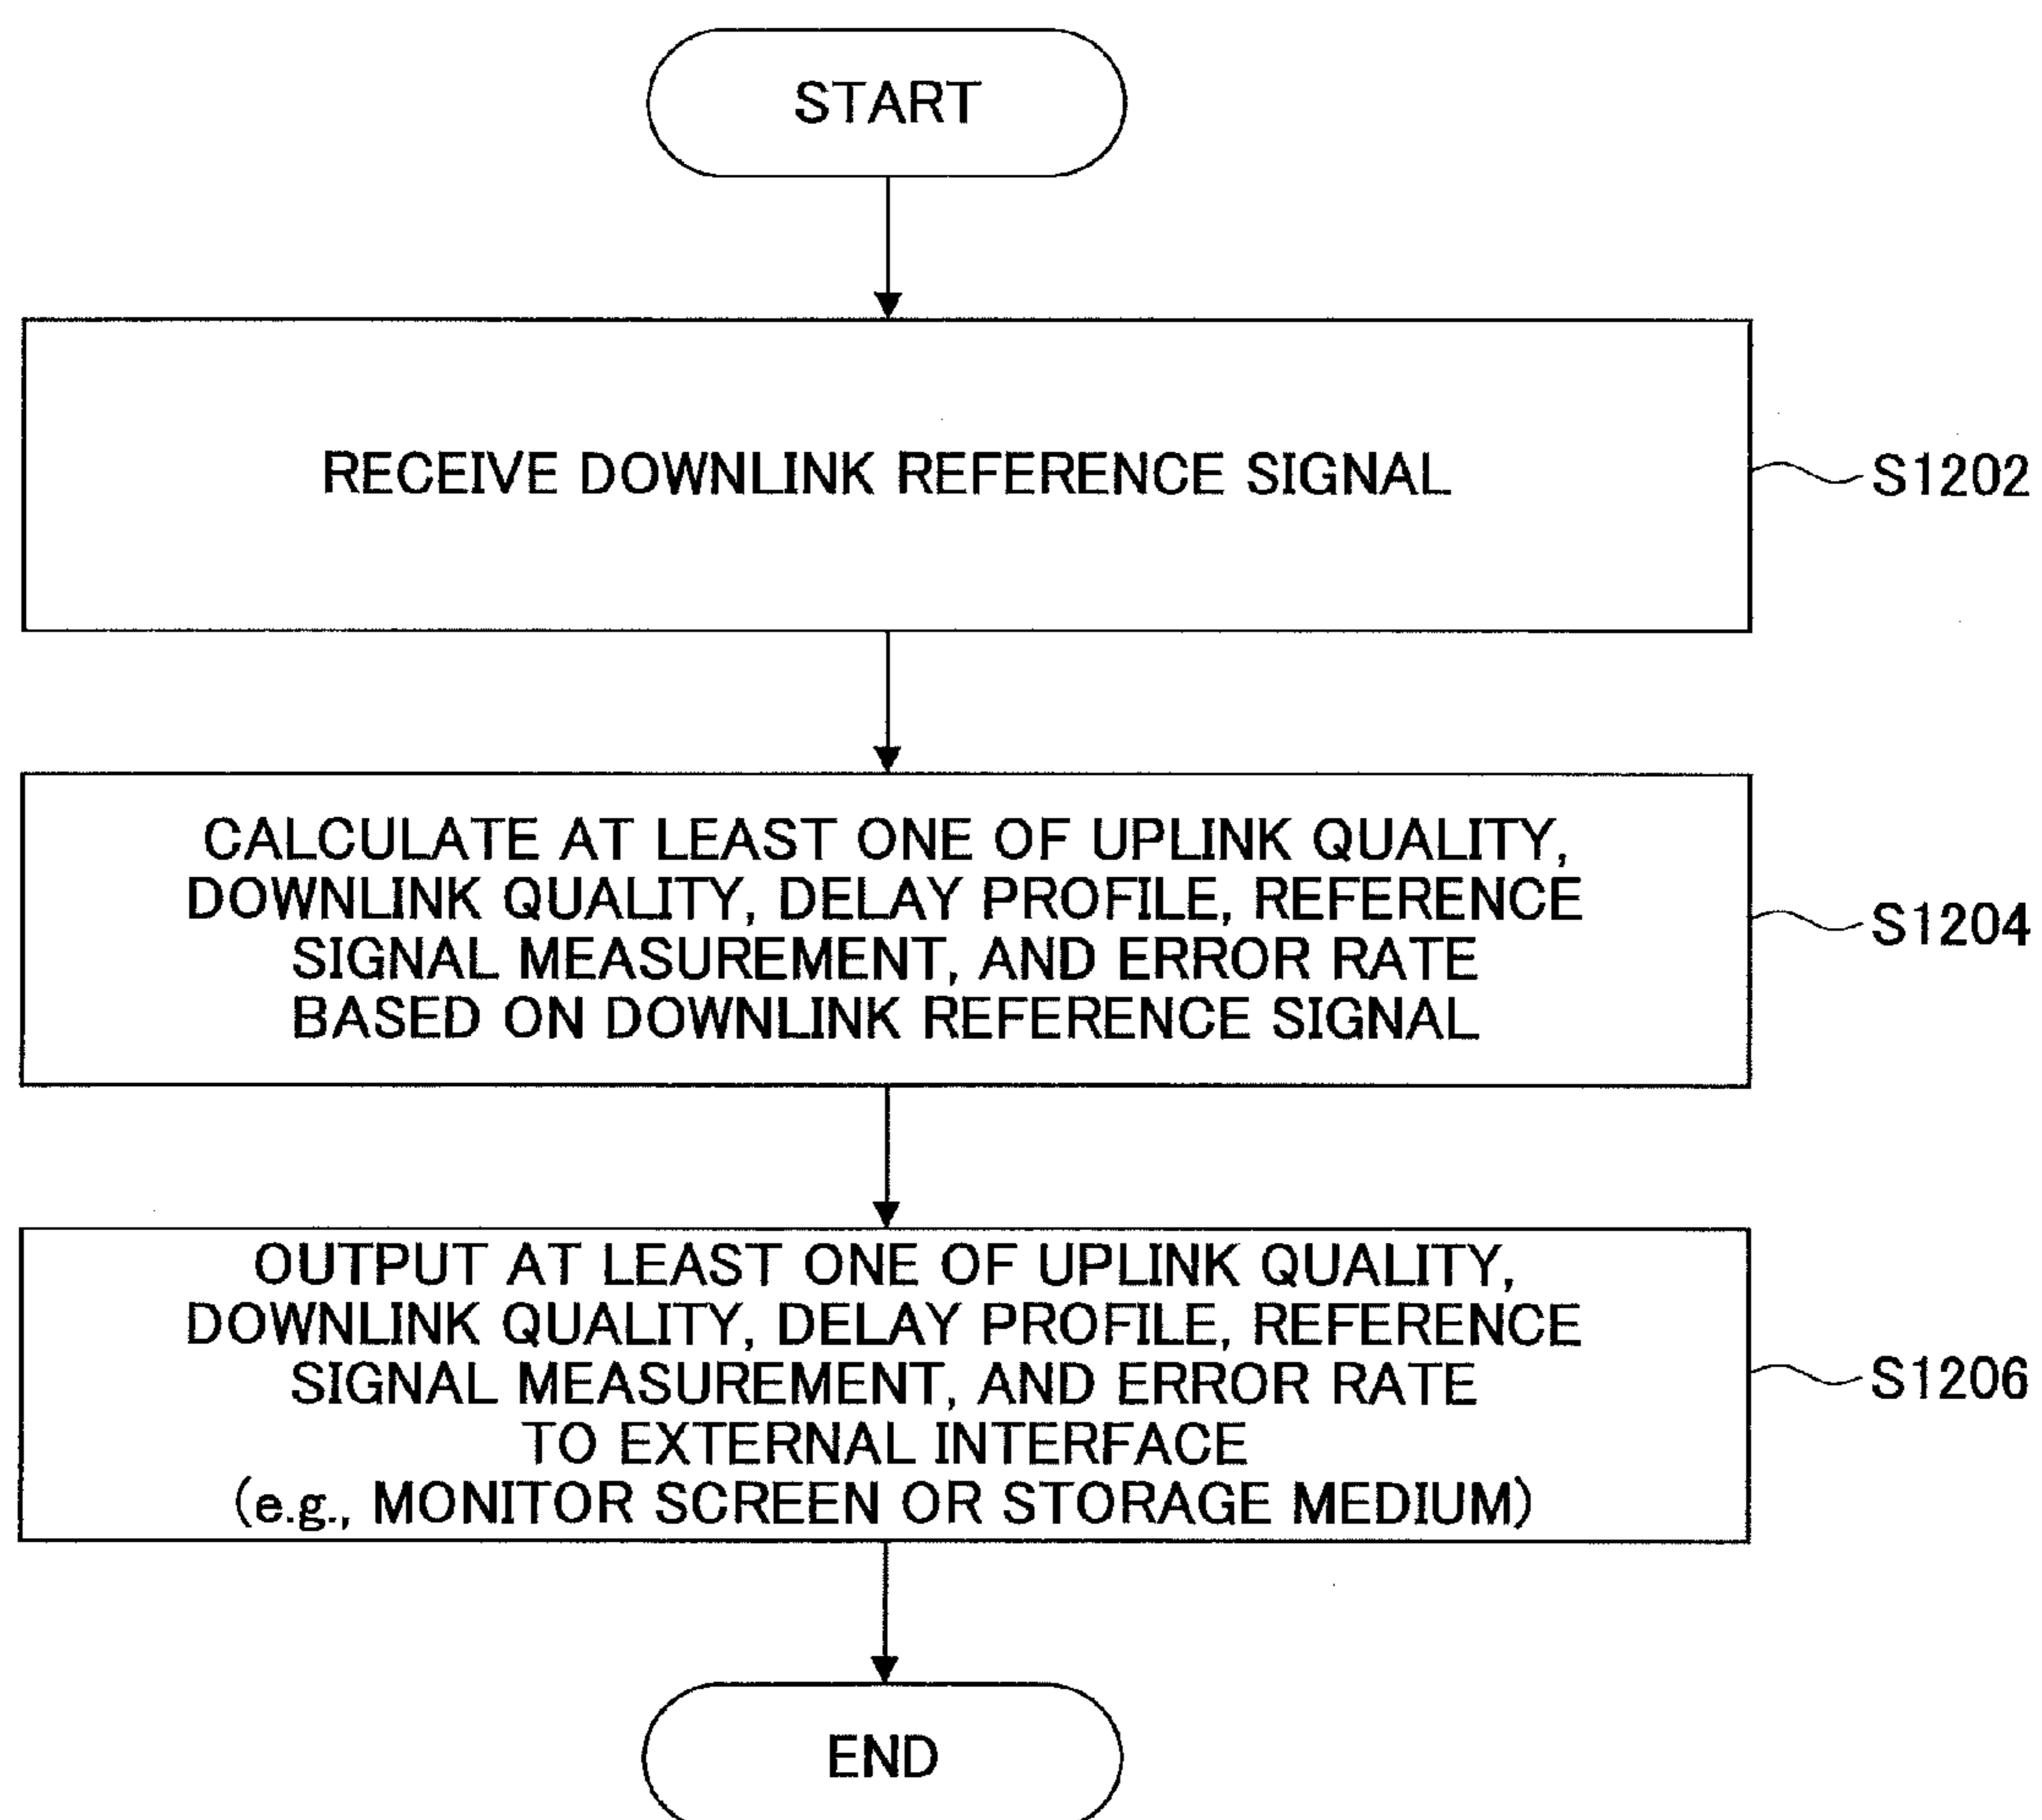 START
RECEIVE DOWNLINK REFERENCE SIGNAL
S1202
CALCULATE AT LEAST ONE OF UPLINK QUALITY,
DOWNLINK QUALITY, DELAY PROFILE, REFERENCE
SIGNAL MEASUREMENT, AND ERROR RATE
BASED ON DOWNLINK REFERENCE SIGNAL
S1204
OUTPUT AT LEAST ONE OF UPLINK QUALITY,
DOWNLINK QUALITY, DELAY PROFILE, REFERENCE
SIGNAL MEASUREMENT, AND ERROR RATE
TO EXTERNAL INTERFACE
(e.g., MONITOR SCREEN OR STORAGE MEDIUM)
S1206
END